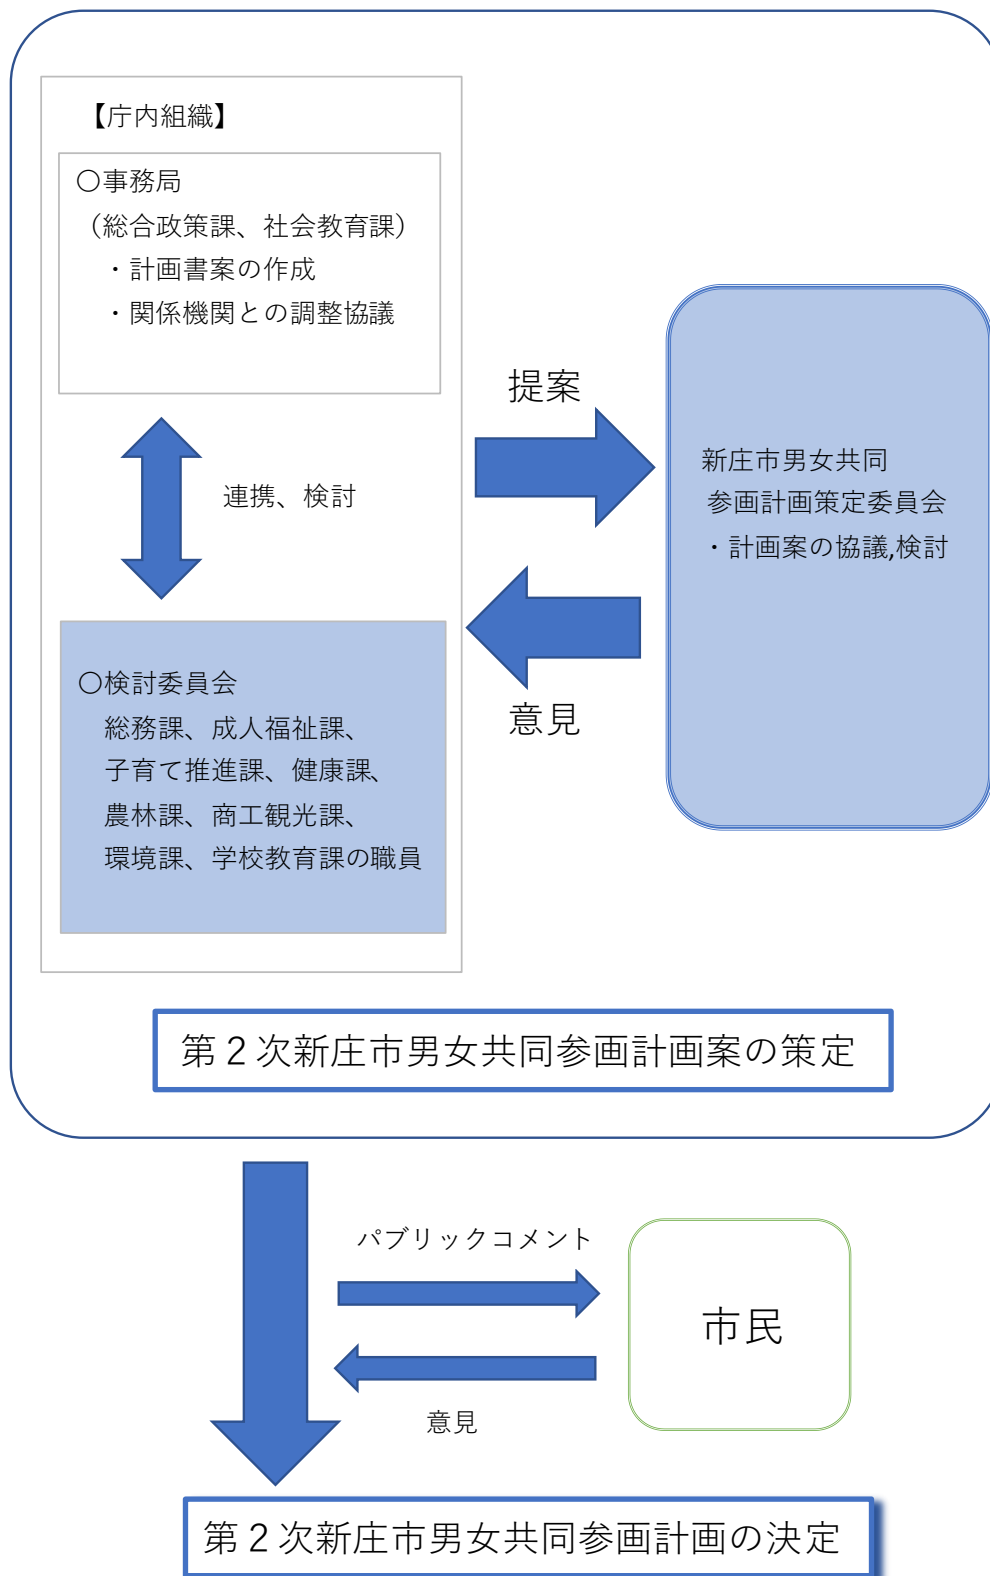 【庁内組織】
〇事務局
（総合政策課、社会教育課）
・計画書案の作成
・関係機関との調整協議
連携、検討
〇検討委員会
総務課、成人福祉課、
子育て推進課、健康課、
農林課、商工観光課、
環境課、学校教育課の職員
提案
意見
新庄市男女共同
参画計画策定委員会
・計画案の協議,検討
第２次新庄市男女共同参画計画案の策定
パブリックコメント
意見
市民
第２次新庄市男女共同参画計画の決定